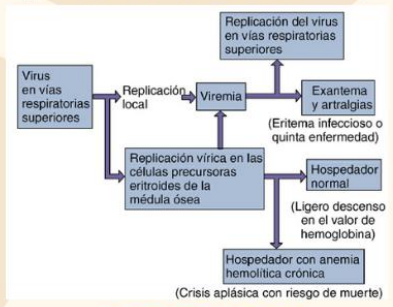 Replicación del virus
en vías respiratorias
superiores
Virus
en vías
respiratorias
superiores
Replicación
local
Viremia
Exantema
y artralgias
(Eritema infeccioso o
quinta enfermedad)
Replicación vírica en las
células precursoras
eritroides de la
médula ósea
Hospedador
normal
(Ligero descenso
en el valor de
hemoglobina)
Hospedador con anemia
hemolítica crónica
(Crisis aplásica con riesgo de muerte)